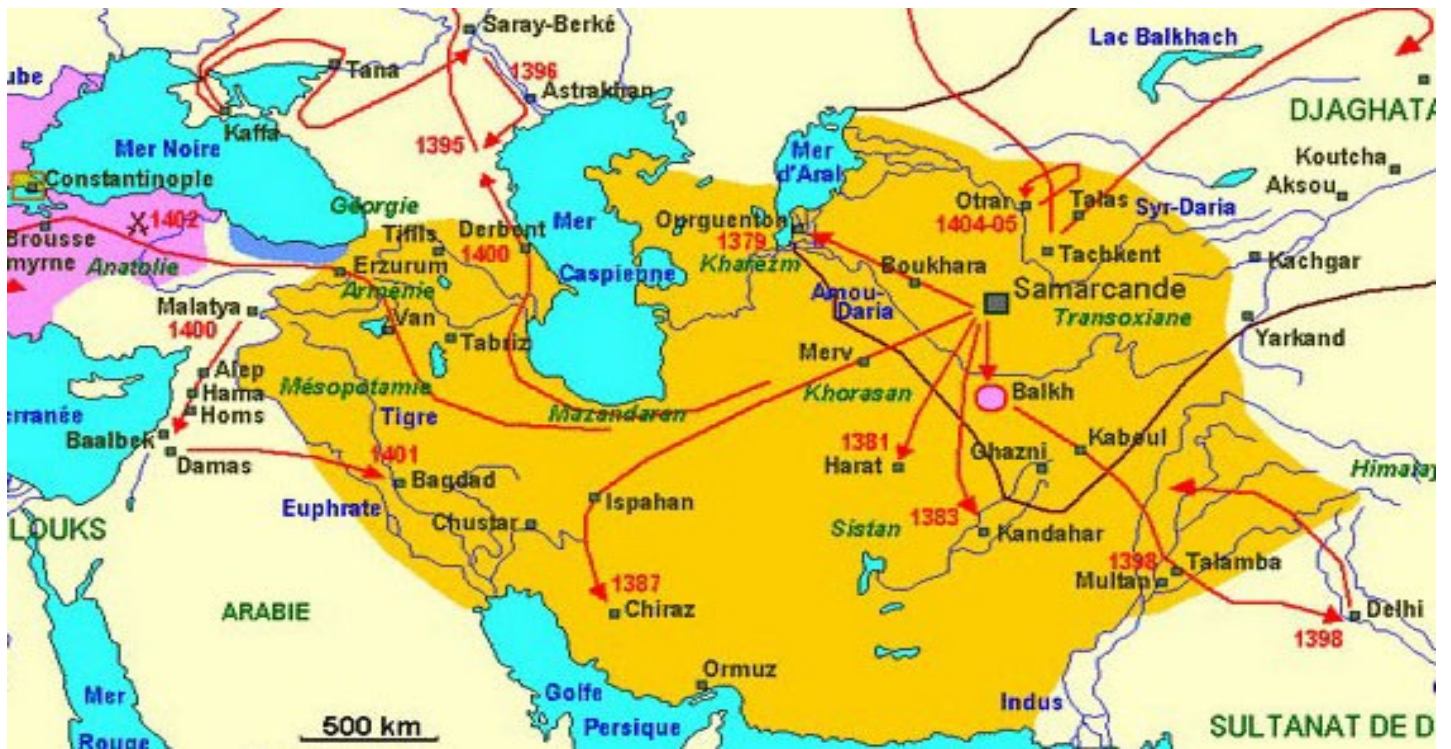 Saray-Berké
Lac Balkhach
ube
Tana
1396
Astrakhan
DJAGHATA
Kaffa
Mer Noire
1395
Mer
d'Aral
Koutcha
Constantinople
Aksou
Otrar
Talas
Géorgie
Mer
Ourguentch
1404-05
Syr-Daria
1402
Tiflis
Derbent
Brousse
1379
Tachkent
myrne
Anatolie
Erzurum
1400
Kharezm
Boukhara
Kachgar
Arménie
Caspienne
Amou-
Daria
Samarcande
Malatya
Transoxiane
1400
Van
Tabriz
Merv
Yarkand
Alep
Mésopotamie
Khorasan
Balkh
Hama
Homs
Tigre
Mazandaran
erranée
Baalbek
1381
Kaboul
Damas
1401
Harat
Ghazni
Himalay
Bagdad
Ispahan
Euphrate
1383
LOUKS
Chustar
Sistan
Kandahar
1398
Talamba
1387
Multan
ARABIE
Chiraz
Delhi
1398
Ormuz
Mer
Golfe
Indus
500 km
Persique
SULTANAT DE D
Rouge